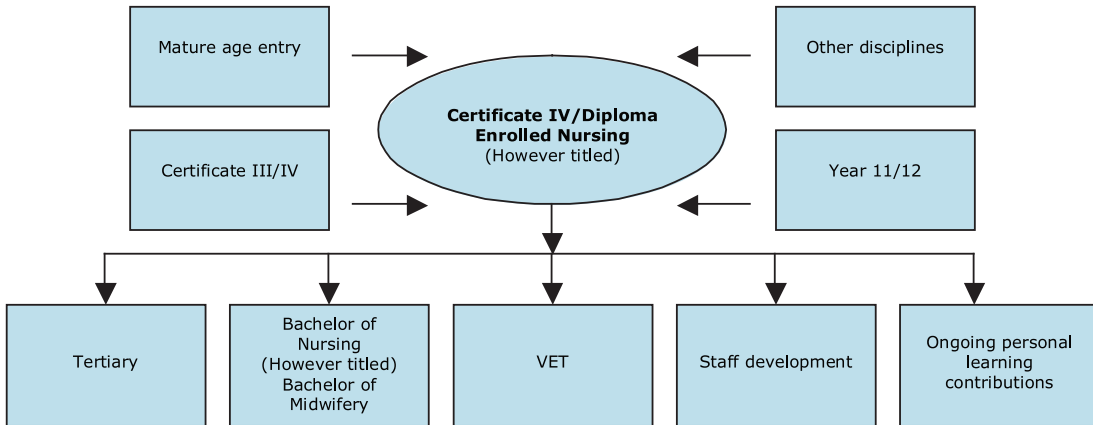 Mature age entry
Other disciplines
Certificate IV/Diploma
Enrolled Nursing
(However titled)
Certificate III/IV
Year 11/12
Tertiary
Bachelor of
Nursing
(However titled)
Bachelor of
Midwifery
VET
Staff development
Ongoing personal
learning
contributions